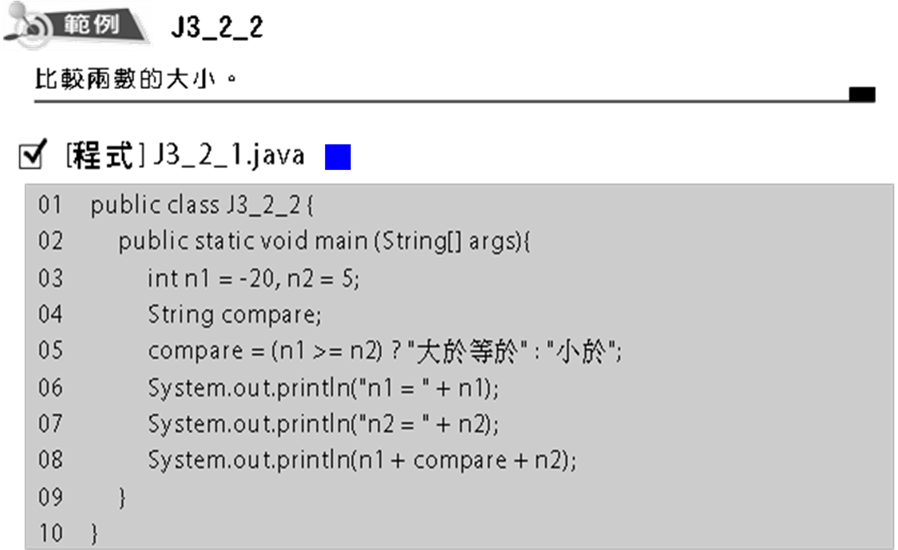 範例 J3_2_2
比較兩數的大小。
[程式] J3_2_1.java
01 public class J3_2_2 {
02 public static void main (String[] args){
03 int n1 = -20, n2 = 5;
04 String compare;
05 compare = (n1 >= n2) ? "大於等於" : "小於";
06 System.out.println("n1 = " + n1);
07 System.out.println("n2 = " + n2);
08 System.out.println(n1 + compare + n2);
09 }
10 }